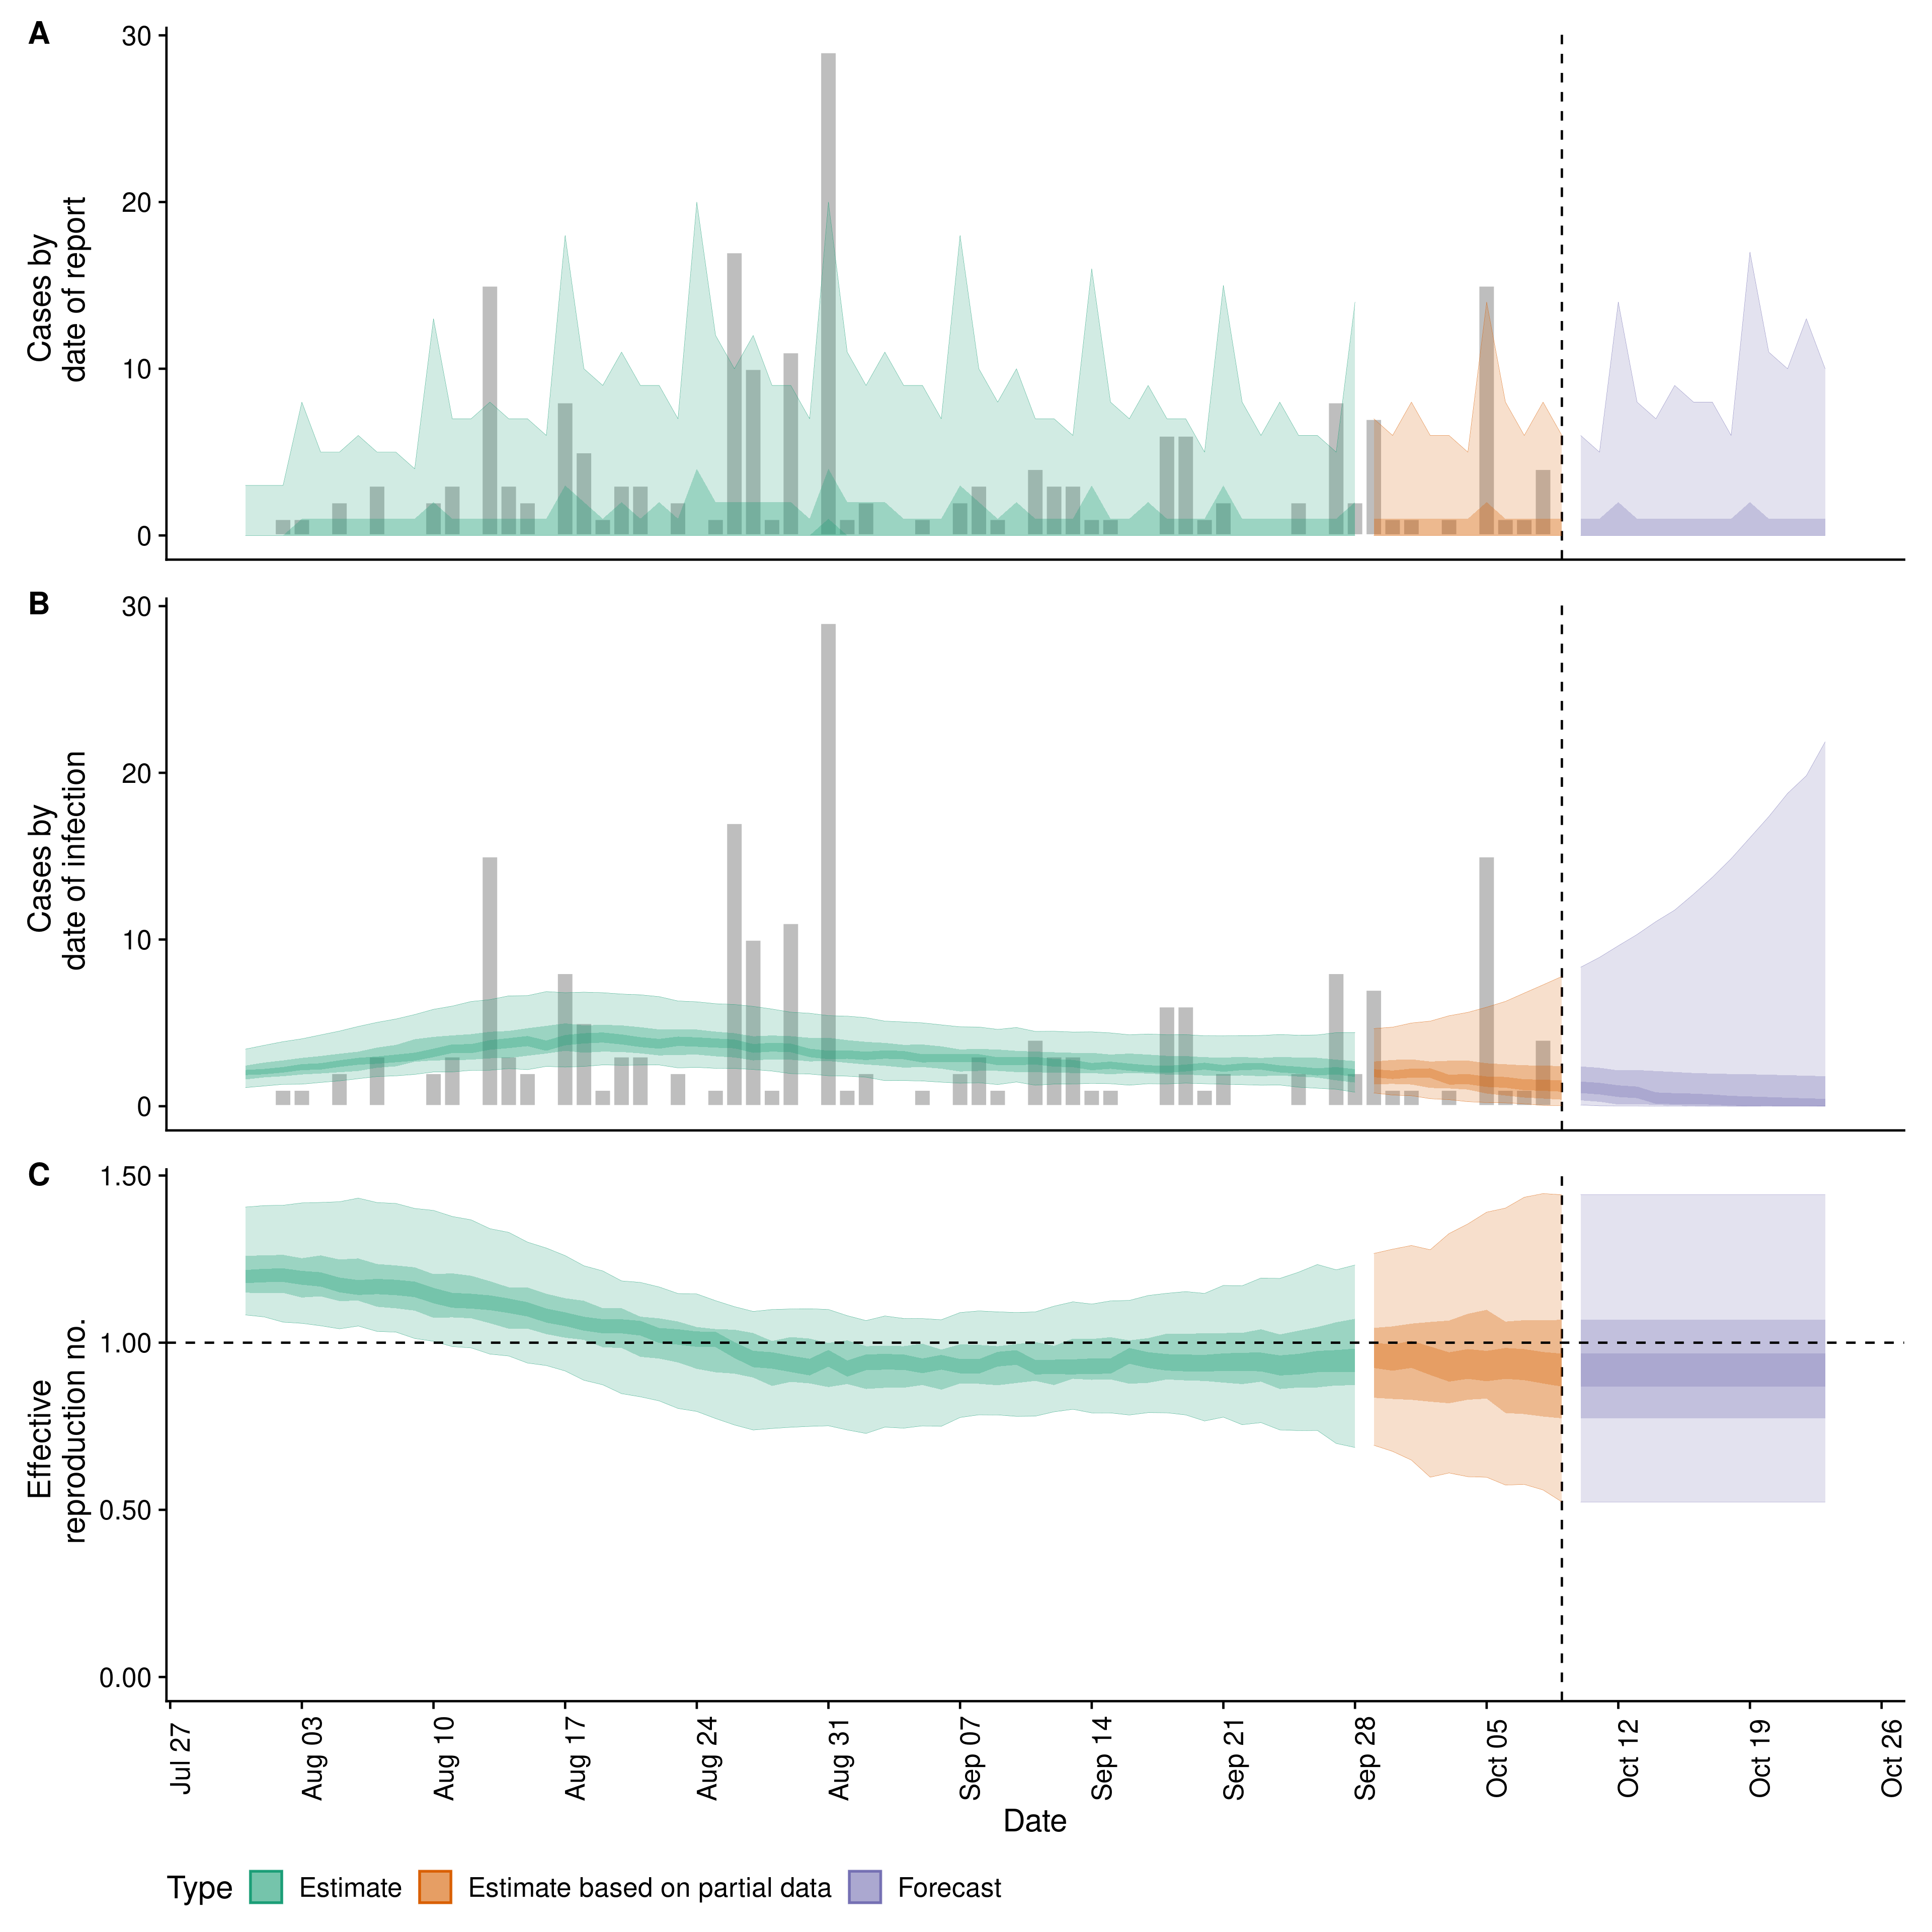 A
30
20
10
0
Cases by
date of report
B
30
20
10
0
Cases by
date of infection
C
1.50
1.00
0.50
0.00
Effective
reproduction no.
Jul 27
Aug 03
Aug 10
Aug 17
Aug 24
Aug 31
Sep 07
Sep 14
Sep 21
Sep 28
Oct 05
Oct 12
Oct 19
Oct 26
Date
Type Estimate Estimate based on partial data Forecast